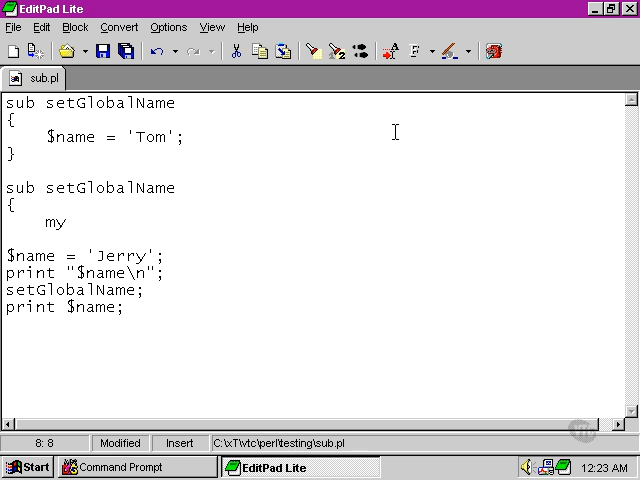 EditPad Lite
File Edit Block Convert Options View Help
sub.pl
sub setGlobalName
{
    $name = 'Tom';
}
sub setGlobalName
{
    my
$name = 'Jerry';
print "$name\n";
setGlobalName;
print $name;
8: 8 Modified Insert C:\xT\vtc\perl\testing\sub.pl
Start Command Prompt EditPad Lite 12:23 AM